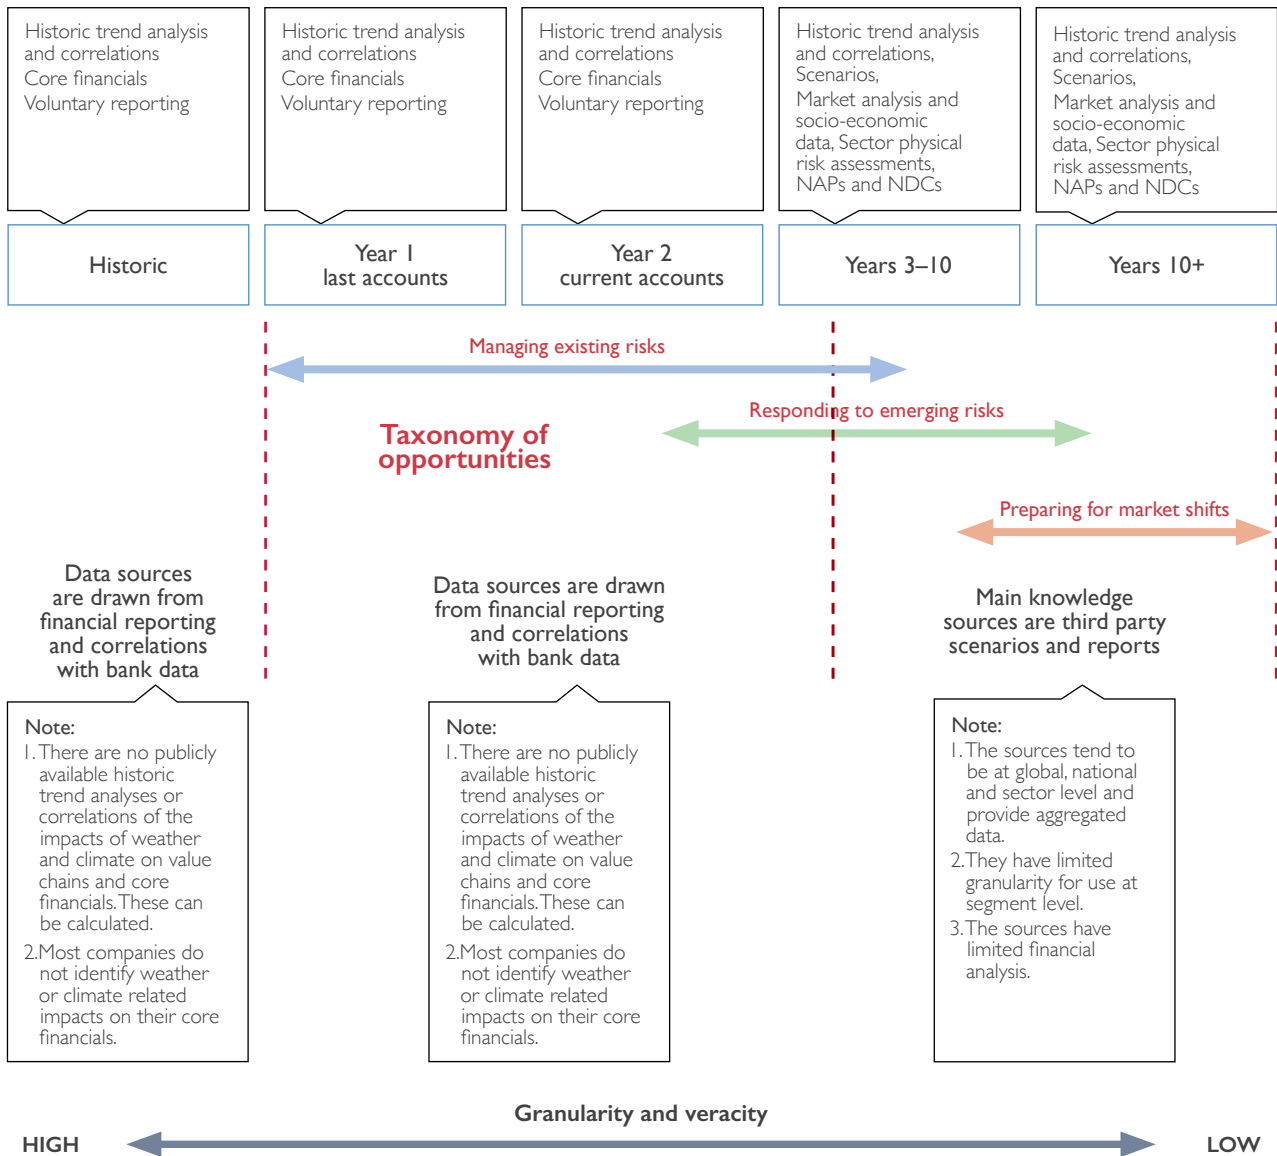 Historic trend analysis
and correlations
Core financials
Voluntary reporting
Historic trend analysis
and correlations
Core financials
Voluntary reporting
Historic trend analysis
and correlations
Core financials
Voluntary reporting
Historic trend analysis
and correlations,
Scenarios,
Market analysis and
socio-economic
data, Sector physical
risk assessments,
NAPs and NDCs
Historic trend analysis
and correlations,
Scenarios,
Market analysis and
socio-economic
data, Sector physical
risk assessments,
NAPs and NDCs
Historic
Year 1
last accounts
Year 2
current accounts
Years 3–10
Years 10+
Managing existing risks
Responding to emerging risks
Taxonomy of
opportunities
Preparing for market shifts
Data sources
are drawn from
financial reporting
and correlations
with bank data
Data sources are drawn
from financial reporting
and correlations
with bank data
Main knowledge
sources are third party
scenarios and reports
Note:
1. There are no publicly
available historic
trend analyses or
correlations of the
impacts of weather
and climate on value
chains and core
financials. These can
be calculated.
2. Most companies do
not identify weather
or climate related
impacts on their core
financials.
Note:
1. There are no publicly
available historic
trend analyses or
correlations of the
impacts of weather
and climate on value
chains and core
financials. These can
be calculated.
2. Most companies do
not identify weather
or climate related
impacts on their core
financials.
Note:
1. The sources tend to
be at global, national
and sector level and
provide aggregated
data.
2. They have limited
granularity for use at
segment level.
3. The sources have
limited financial
analysis.
Granularity and veracity
HIGH
LOW